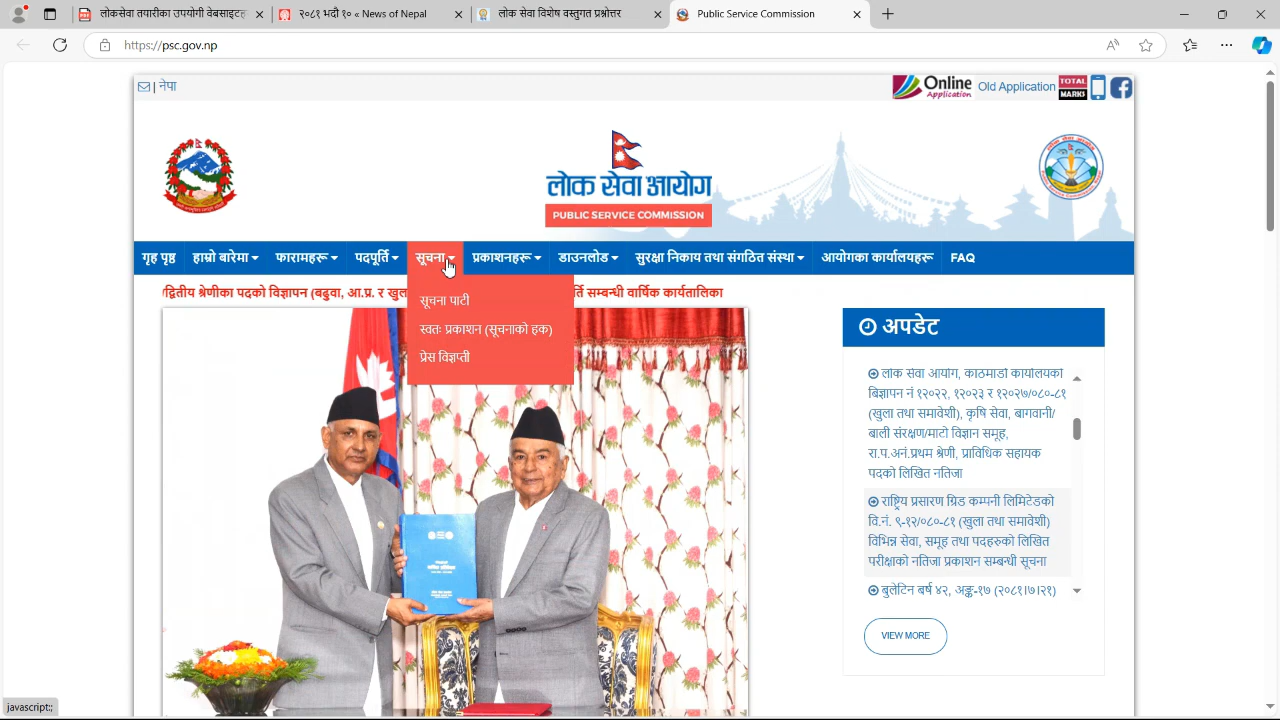 लोकसेवा तयारीका उपयोगी वेबसाइटह
२०८१ भदौ १० « News of Nepal
लोक सेवा विशेष वस्तुगत प्रश्नोत्तर
Public Service Commission
https://psc.gov.np
| नेपा
Online Application Old Application TOTAL MARKS
लोक सेवा आयोग
PUBLIC SERVICE COMMISSION
गृह पृष्ठ हाम्रो बारेमा फारामहरू पदपूर्ति सूचना प्रकाशनहरू डाउनलोड सुरक्षा निकाय तथा संगठित संस्था आयोगका कार्यालयहरू FAQ
द्वितीय श्रेणीका पदको विज्ञापन (बढुवा, आ.प्र. र खुल र्ति सम्बन्धी वार्षिक कार्यतालिका
सूचना पाटी
स्वतः प्रकाशन (सूचनाको हक)
प्रेस विज्ञप्ती
अपडेट
लोक सेवा आयोग, काठमाडौं कार्यालयको
बिज्ञापन नं १२०२२, १२०२३ र १२०२७/०८०-८१
(खुला तथा समावेशी), कृषि सेवा, बागवानी/
बाली संरक्षण/माटो विज्ञान समूह,
रा.प.अनं.प्रथम श्रेणी, प्राविधिक सहायक
पदको लिखित नतिजा
राष्ट्रिय प्रसारण ग्रिड कम्पनी लिमिटेडको
वि.नं. ९-१२/०८०-८१ (खुला तथा समावेशी)
विभिन्न सेवा, समूह तथा पदहरुको लिखित
परीक्षाको नतिजा प्रकाशन सम्बन्धी सूचना
बुलेटिन बर्ष ४२, अङ्क-१७ (२०८१।७।२१)
VIEW MORE
javascript:;